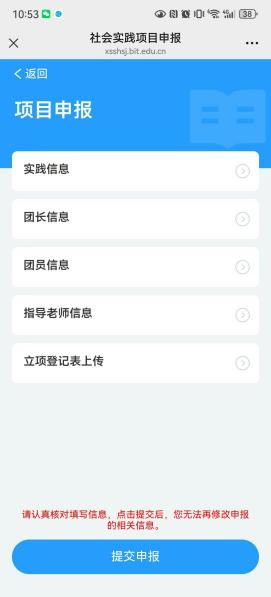 10:53
38
社会实践项目申报
xsshsj.bit.edu.cn
返回
项目申报
实践信息
团长信息
团员信息
指导老师信息
立项登记表上传
请认真核对填写信息，点击提交后，您无法再修改申报
的相关信息。
提交申报